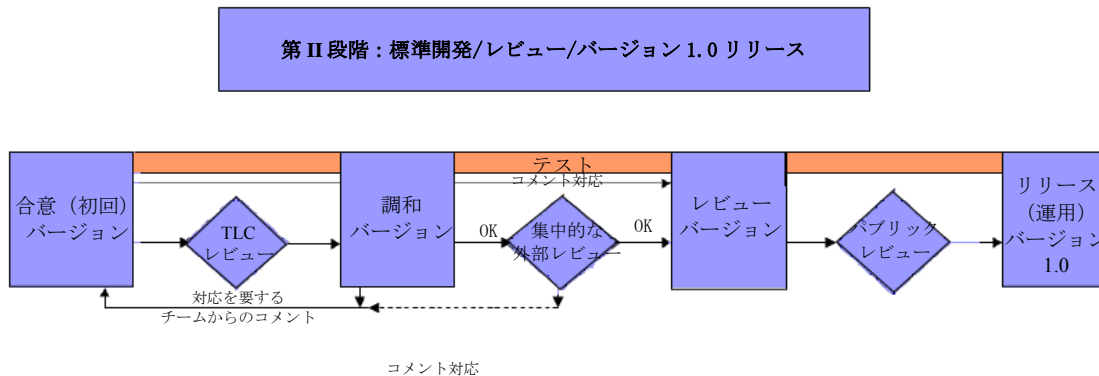 第 II 段階：標準開発/レビュー/バージョン 1.0 リリース
テスト
コメント対応
合意（初回）
バージョン
TLC
レビュー
調和
バージョン
OK
集中的な
外部レビュー
OK
レビュー
バージョン
パブリック
レビュー
リリース
（運用）
バージョン
1.0
対応を要する
チームからのコメント
コメント対応